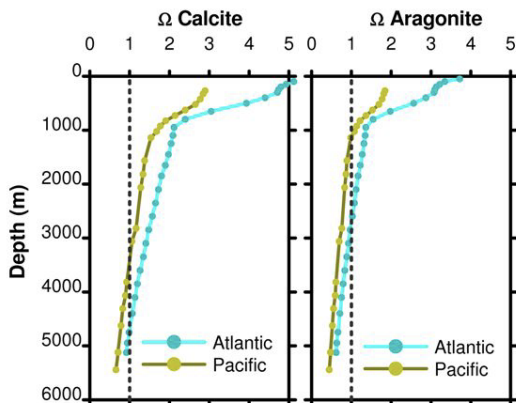 Ω Calcite
Ω Aragonite
0 1 2 3 4 5
0 1 2 3 4 5
0
1000
2000
3000
4000
5000
6000
Depth (m)
Atlantic
Pacific
Atlantic
Pacific